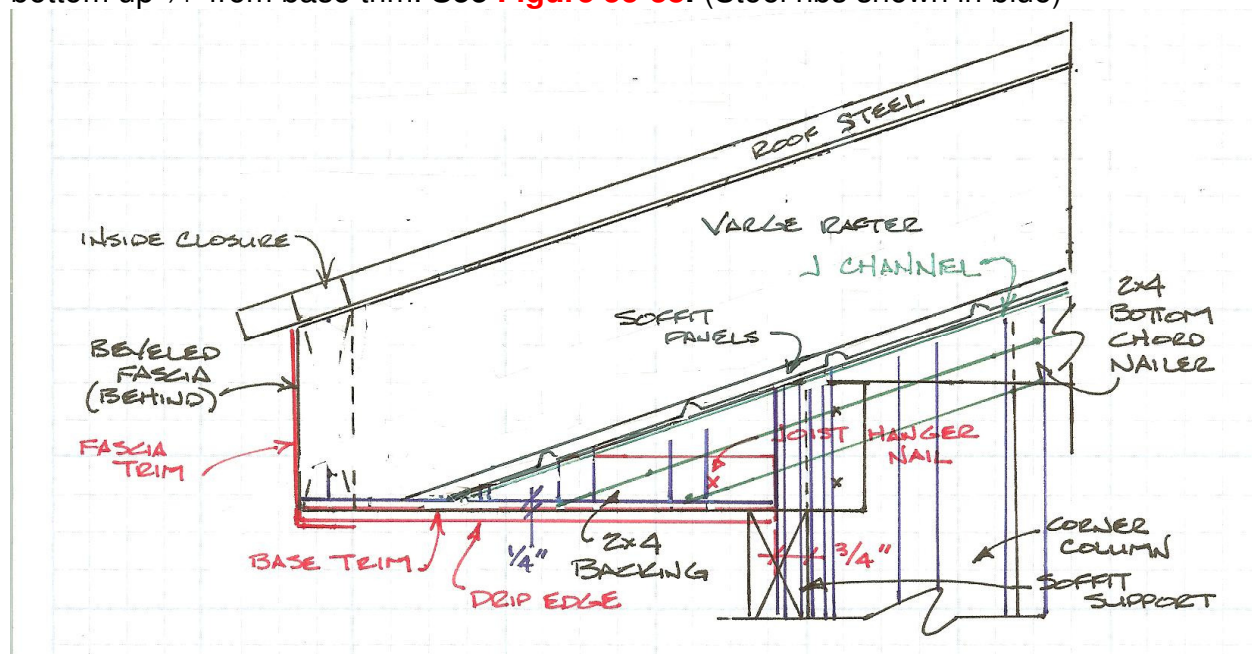 bottom up ¼" from base trim. See Figure (Steel ribs shown in blue)
ROOF STEEL
INSIDE CLOSURE
VARGE RAFTER
J CHANNEL
2x4
BOTTOM
CHORD
NAILER
SOFFIT
PANELS
BEVELED
FASCIA
(BEHIND)
FASCIA
TRIM
JOIST HANGER
NAIL
BASE TRIM
¼"
2x4
BACKING
3/4"
CORNER
COLUMN
DRIP EDGE
SOFFIT
SUPPORT